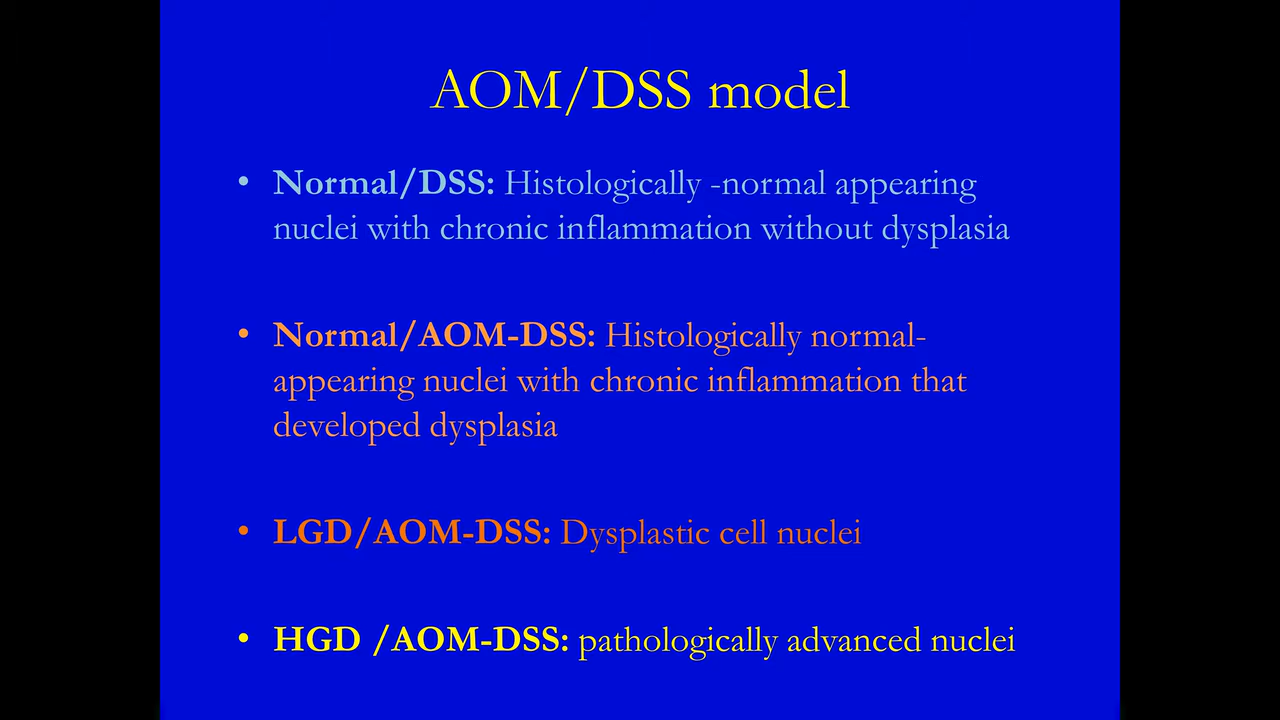 AOM/DSS model
• Normal/DSS: Histologically -normal appearing
nuclei with chronic inflammation without dysplasia
• Normal/AOM-DSS: Histologically normal-
appearing nuclei with chronic inflammation that
developed dysplasia
• LGD/AOM-DSS: Dysplastic cell nuclei
• HGD /AOM-DSS: pathologically advanced nuclei